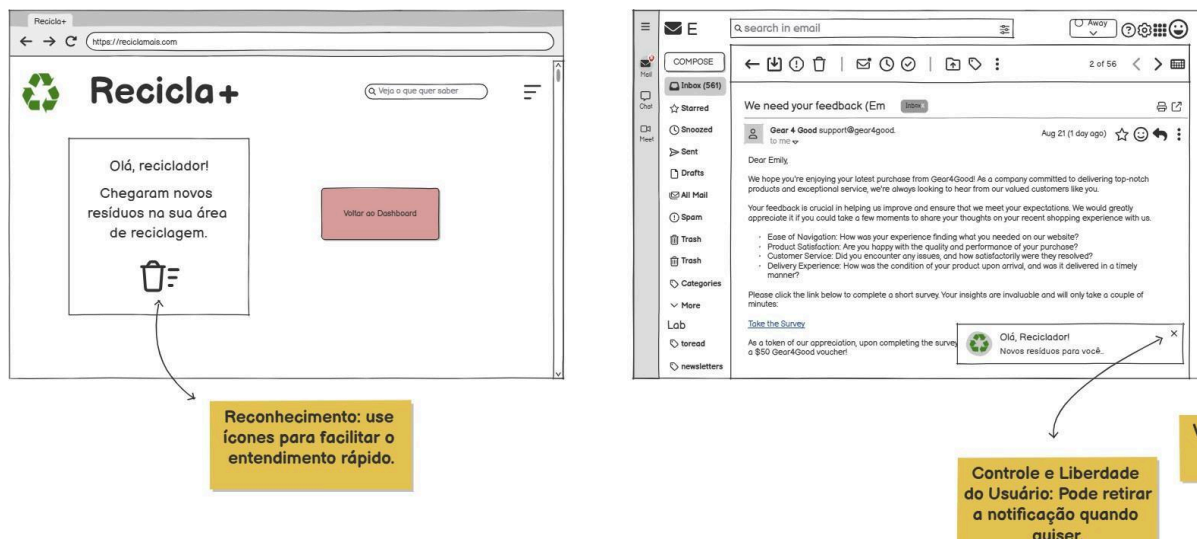 Recicla+
https://reciclamais.com
Recicla+
Veja o que quer saber
Olá, reciclador!
Chegaram novos
resíduos na sua área
de reciclagem.
Voltar ao Dashboard
Reconhecimento: use
ícones para facilitar o
entendimento rápido.
E
search in email
Away
Mail
Chat
Meet
COMPOSE
Inbox (561)
Starred
Snoozed
Sent
Drafts
All Mail
Spam
Trash
Trash
Categories
More
Lab
toread
newsletters
2 of 56
We need your feedback (Em
Inbox
Gear 4 Good support@gear4good.
to me
Aug 21 (1 day ago)
Dear Emily,
We hope you're enjoying your latest purchase from Gear4Good! As a company committed to delivering top-notch
products and exceptional service, we're always looking to hear from our valued customers like you.
Your feedback is crucial in helping us improve and ensure that we meet your expectations. We would greatly
appreciate it if you could take a few moments to share your thoughts on your recent shopping experience with us.
Ease of Navigation: How was your experience finding what you needed on our website?
Product Satisfaction: Are you happy with the quality and performance of your purchase?
Customer Service: Did you encounter any issues, and how satisfactorily were they resolved?
Delivery Experience: How was the condition of your product upon arrival, and was it delivered in a timely
manner?
Please click the link below to complete a short survey. Your insights are invaluable and will only take a couple of
minutes:
Take the Survey
As a token of our appreciation, upon completing the survey
a $50 Gear4Good voucher!
Olá, Reciclador!
Novos resíduos para você..
Controle e Liberdade
do Usuário: Pode retirar
a notificação quando
quiser
V